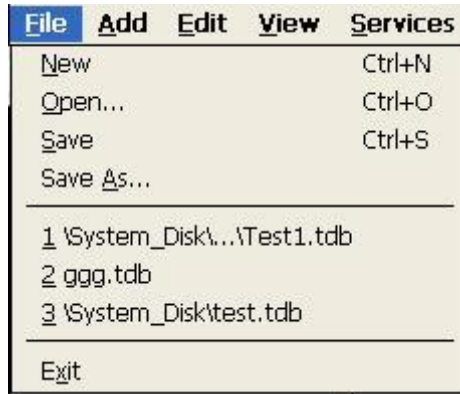 File Add Edit View Services
New Ctrl+N
Open... Ctrl+O
Save Ctrl+S
Save As...
1 \System_Disk\...\Test1.tdb
2 ggg.tdb
3 \System_Disk\test.tdb
Exit